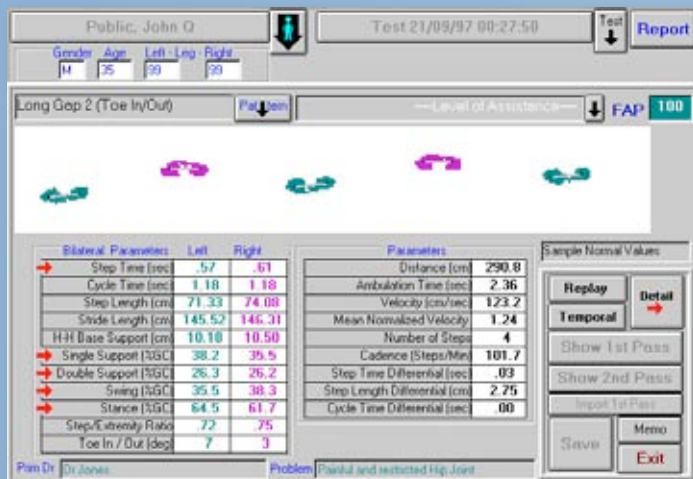 Public, John Q
Test 21/09/97 00:27:50
Test
Report
Gender Age Left - Leg - Right
M 35 99 99
Long Gap 2 (Toe In/Out)
Pattern
---Level of Assistence---
FAP 100
Bilateral Parameters Left Right
Step Time (sec) .57 .61
Cycle Time (sec) 1.18 1.18
Step Length (cm) 71.33 74.08
Stride Length (cm) 145.52 146.31
H-H Base Support (cm) 10.18 10.50
Single Support (%GC) 38.2 35.5
Double Support (%GC) 26.3 26.2
Swing (%GC) 35.5 38.3
Stance (%GC) 64.5 61.7
Step/Extremity Ratio .72 .75
Toe In / Out (deg) 7 3
Parameters
Distance (cm) 290.8
Ambulation Time (sec) 2.36
Velocity (cm/sec) 123.2
Mean Normalized Velocity 1.24
Number of Steps 4
Cadence (Steps/Min) 101.7
Step Time Differential (sec) .03
Step Length Differential (cm) 2.75
Cycle Time Differential (sec) .00
Sample Normal Values
Replay
Detail
Temporal
Show 1st Pass
Show 2nd Pass
Import 1st Pass
Save
Memo
Exit
Prim Dr Dr Jones
Problem Painful and restricted Hip Joint